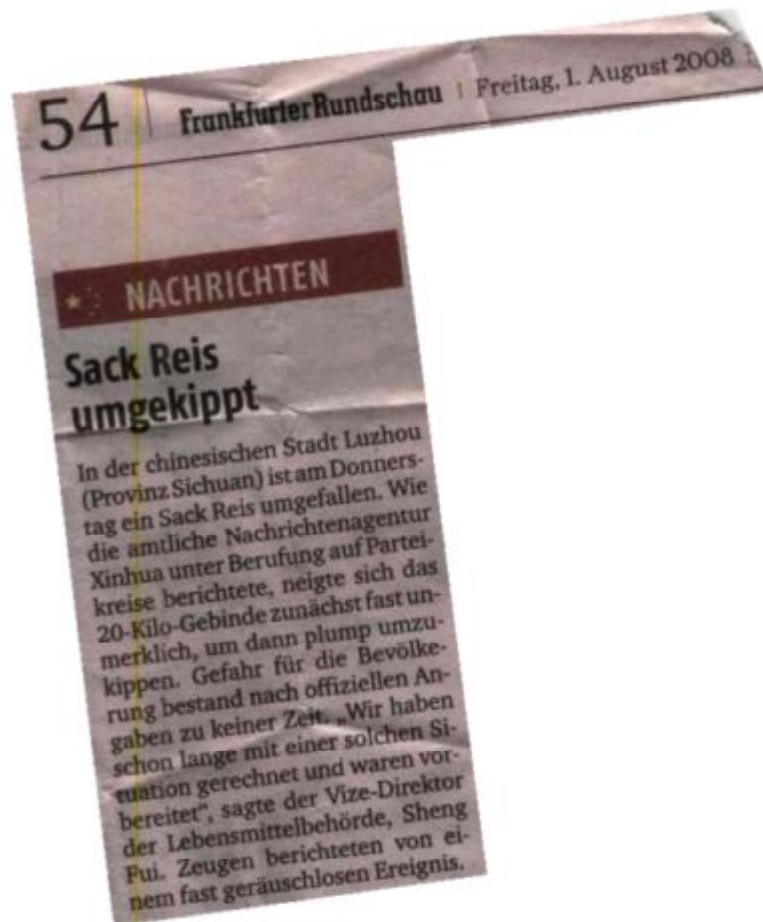 54 FrankfurterRundschau | Freitag, 1. August 2008
NACHRICHTEN
Sack Reis
umgekippt
In der chinesischen Stadt Luzhou
(Provinz Sichuan) ist am Donners-
tag ein Sack Reis umgefallen. Wie
die amtliche Nachrichtenagentur
Xinhua unter Berufung auf Partei-
kreise berichtete, neigte sich das
20-Kilo-Gebinde zunächst fast un-
merklich, um dann plump umzu-
kippen. Gefahr für die Bevölke-
rung bestand nach offiziellen An-
gaben zu keiner Zeit. „Wir haben
schon lange mit einer solchen Si-
tuation gerechnet und waren vor-
bereitet“, sagte der Vize-Direktor
der Lebensmittelbehörde, Sheng
Fui. Zeugen berichteten von ei-
nem fast geräuschlosen Ereignis.